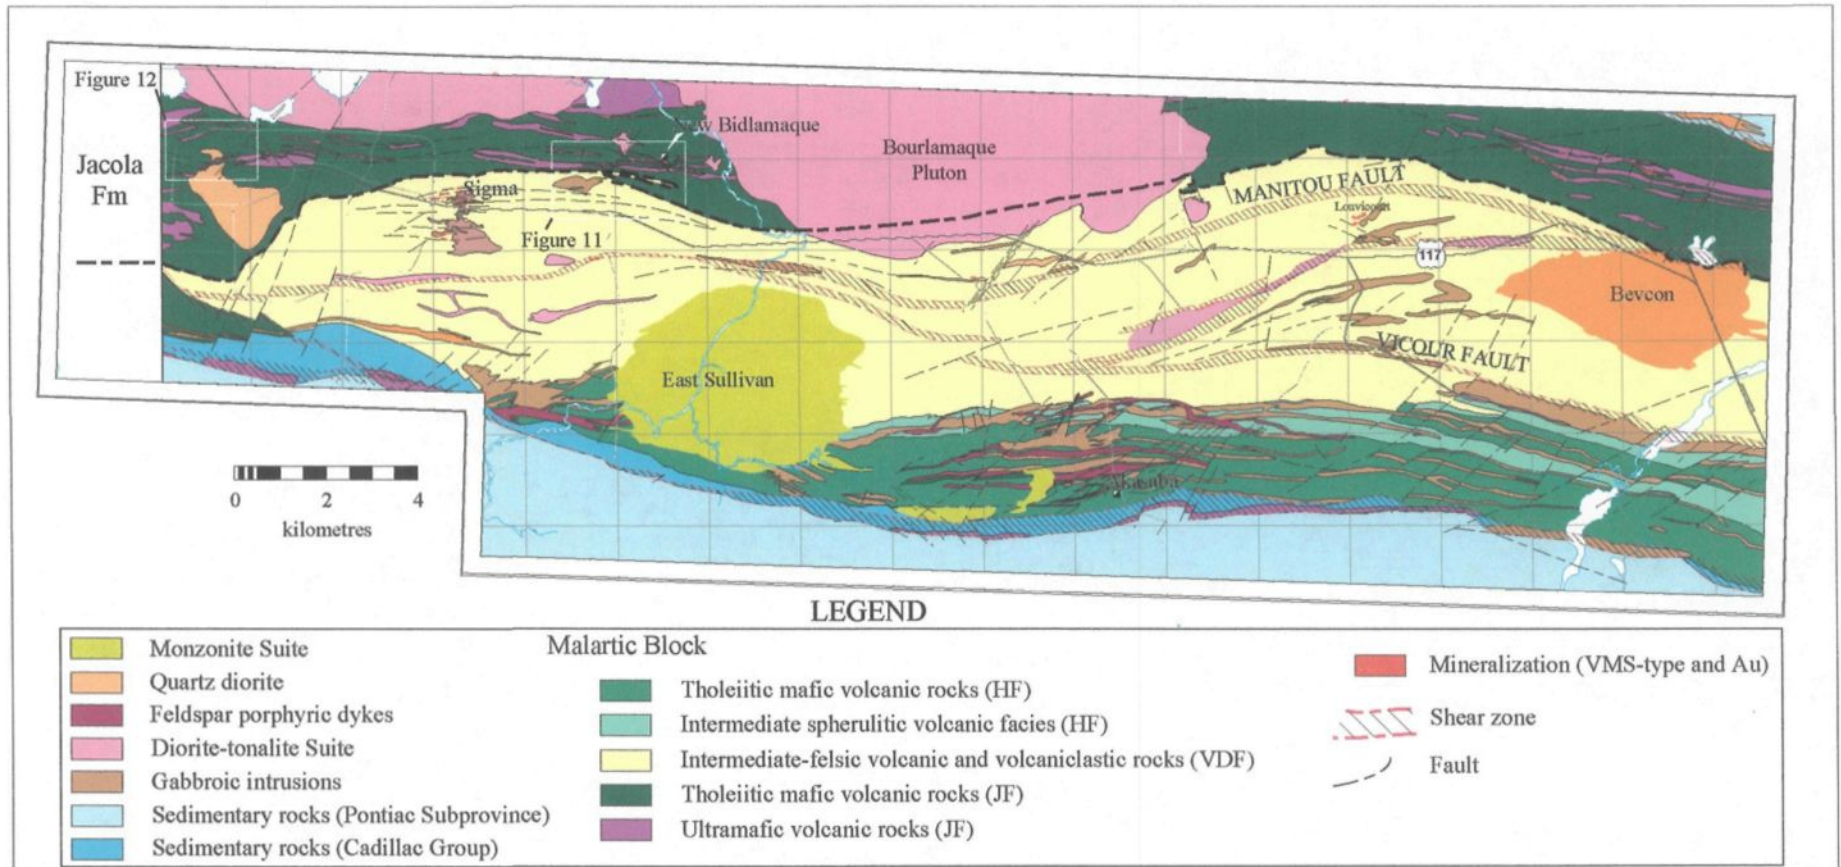 Figure 12
Jacola
Fm
New Bidlamaque
Bourlamaque
Pluton
Sigma
Figure 11
MANITOU FAULT
Louvicourt
117
Bevcon
VICOUR FAULT
East Sullivan
Akasaba
0 2 4
kilometres
LEGEND
Monzonite Suite
Quartz diorite
Feldspar porphyric dykes
Diorite-tonalite Suite
Gabbroic intrusions
Sedimentary rocks (Pontiac Subprovince)
Sedimentary rocks (Cadillac Group)
Malartic Block
Tholeiitic mafic volcanic rocks (HF)
Intermediate spherulitic volcanic facies (HF)
Intermediate-felsic volcanic and volcaniclastic rocks (VDF)
Tholeiitic mafic volcanic rocks (JF)
Ultramafic volcanic rocks (JF)
Mineralization (VMS-type and Au)
Shear zone
Fault